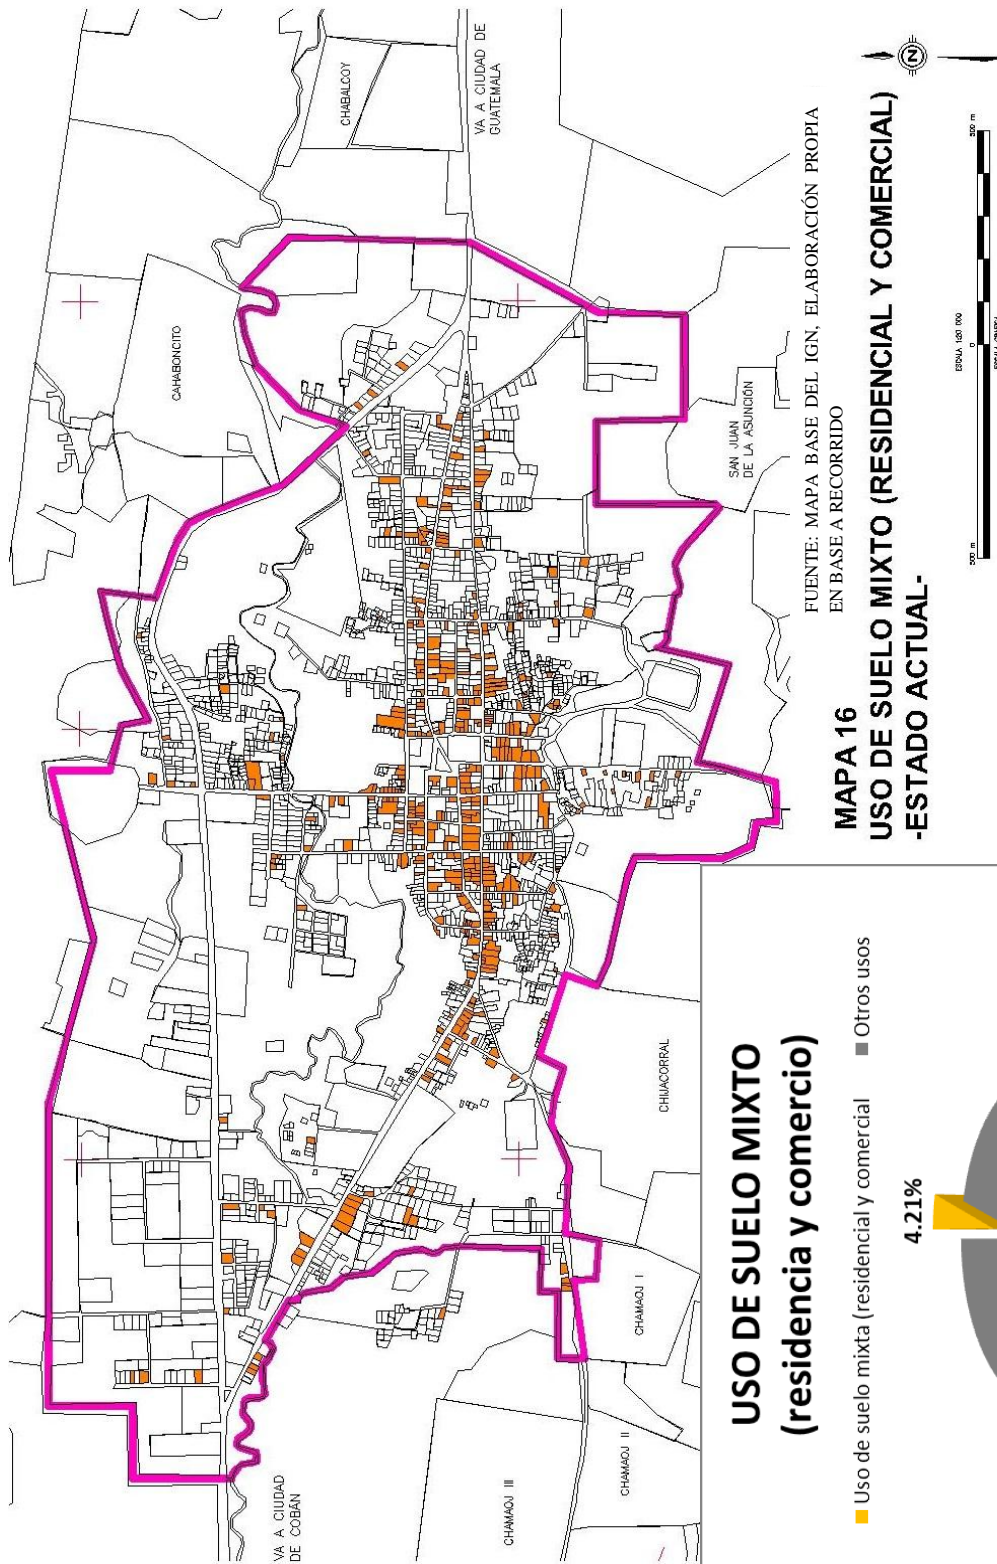 CHABALCOY
VA A CIUDAD DE
GUATEMALA
CAHABONCITO
SAN JUAN
DE LA ASUNCIÓN
CHIJACORRAL
CHAMAOJ I
CHAMAOJ II
CHAMAOJ III
VA A CIUDAD
DE COBÁN
FUENTE: MAPA BASE DEL IGN, ELABORACIÓN PROPIA
EN BASE A RECORRIDO
MAPA 16
USO DE SUELO MIXTO (RESIDENCIAL Y COMERCIAL)
-ESTADO ACTUAL-
N
500 m
0
500 m
USO DE SUELO MIXTO
(residencia y comercio)
Uso de suelo mixta (residencial y comercial
Otros usos
4.21%